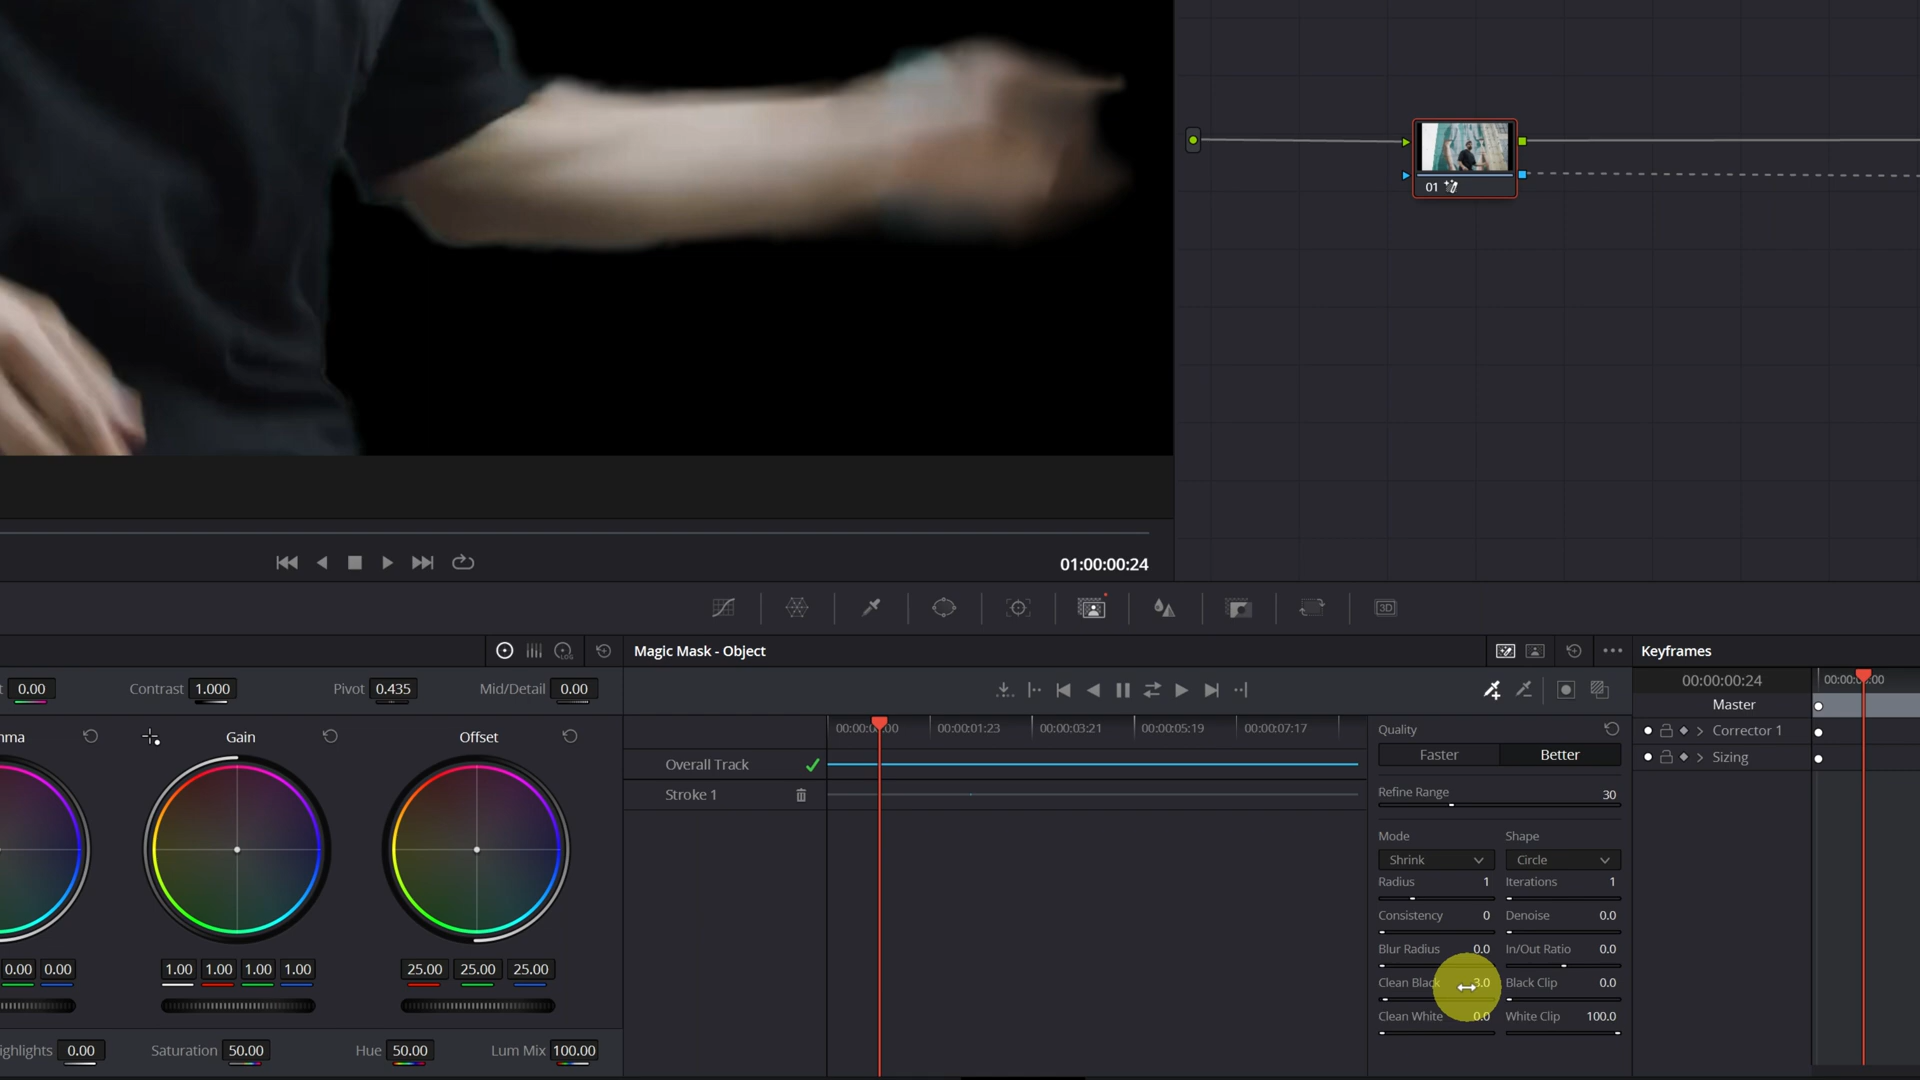 01
01:00:00:24
3D
Magic Mask - Object
Keyframes
0.00
Contrast 1.000
Pivot 0.435
Mid/Detail 0.00
00:00:00:24
Master
Corrector 1
Sizing
Gain
Offset
00:00:01:23
00:00:03:21
00:00:05:19
00:00:07:17
Overall Track
Stroke 1
Quality
Faster
Better
Refine Range 30
Mode
Shape
Shrink
Circle
Radius 1
Iterations 1
Consistency 0
Denoise 0.0
Blur Radius 0.0
In/Out Ratio 0.0
Clean Black 3.0
Black Clip 0.0
Clean White 0.0
White Clip 100.0
0.00 0.00
1.00 1.00 1.00 1.00
25.00 25.00 25.00
ighlights 0.00
Saturation 50.00
Hue 50.00
Lum Mix 100.00